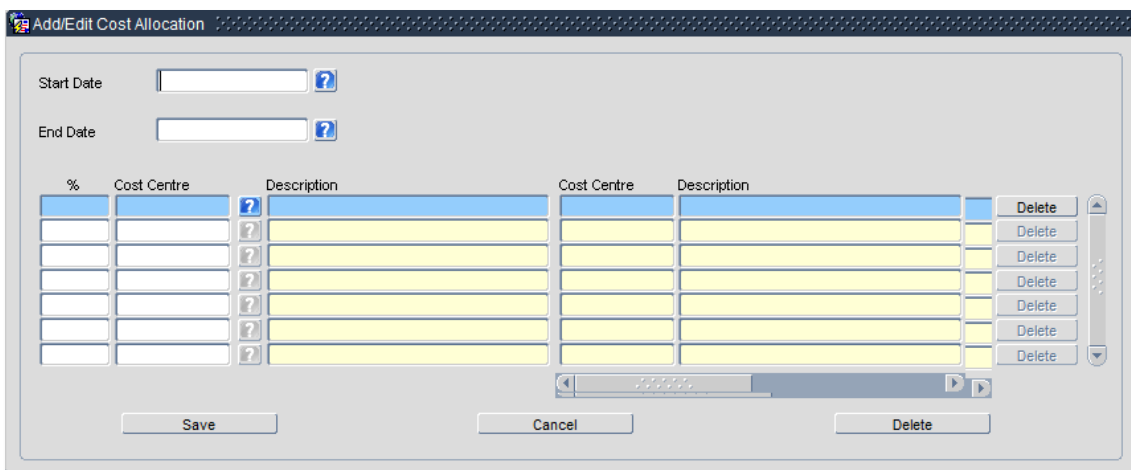 Add/Edit Cost Allocation
Start Date ?
End Date ?
% Cost Centre Description Cost Centre Description
? Delete
? Delete
? Delete
? Delete
? Delete
? Delete
? Delete
Save Cancel Delete